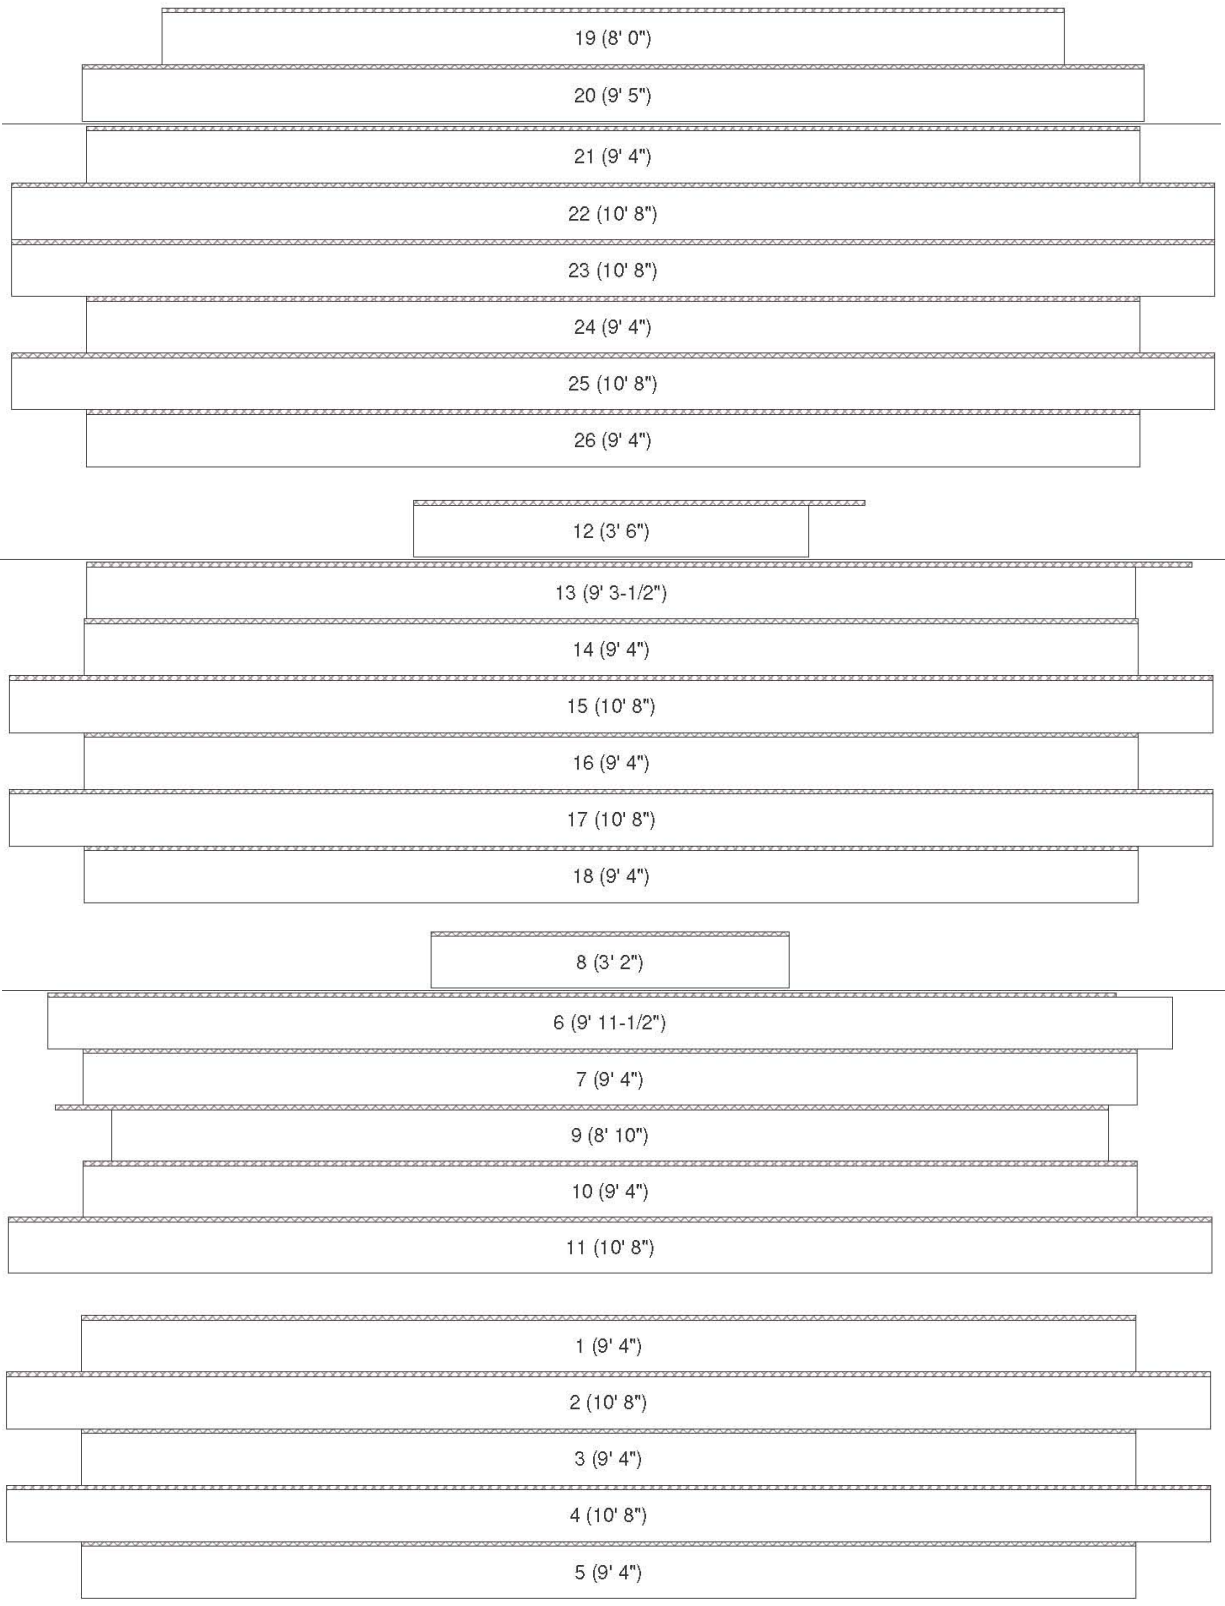 19 (8' 0")
20 (9' 5")
21 (9' 4")
22 (10' 8")
23 (10' 8")
24 (9' 4")
25 (10' 8")
26 (9' 4")
12 (3' 6")
13 (9' 3-1/2")
14 (9' 4")
15 (10' 8")
16 (9' 4")
17 (10' 8")
18 (9' 4")
8 (3' 2")
6 (9' 11-1/2")
7 (9' 4")
9 (8' 10")
10 (9' 4")
11 (10' 8")
1 (9' 4")
2 (10' 8")
3 (9' 4")
4 (10' 8")
5 (9' 4")